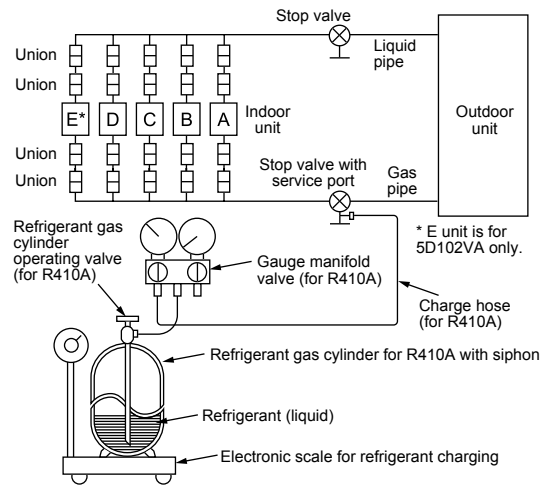 Stop valve
Liquid
pipe
Union
Union
E*
D
C
B
A
Indoor
unit
Outdoor
unit
Union
Union
Stop valve with
service port
Gas
pipe
Refrigerant gas
cylinder
operating valve
(for R410A)
* E unit is for
5D102VA only.
Gauge manifold
valve (for R410A)
Charge hose
(for R410A)
Refrigerant gas cylinder for R410A with siphon
Refrigerant (liquid)
Electronic scale for refrigerant charging